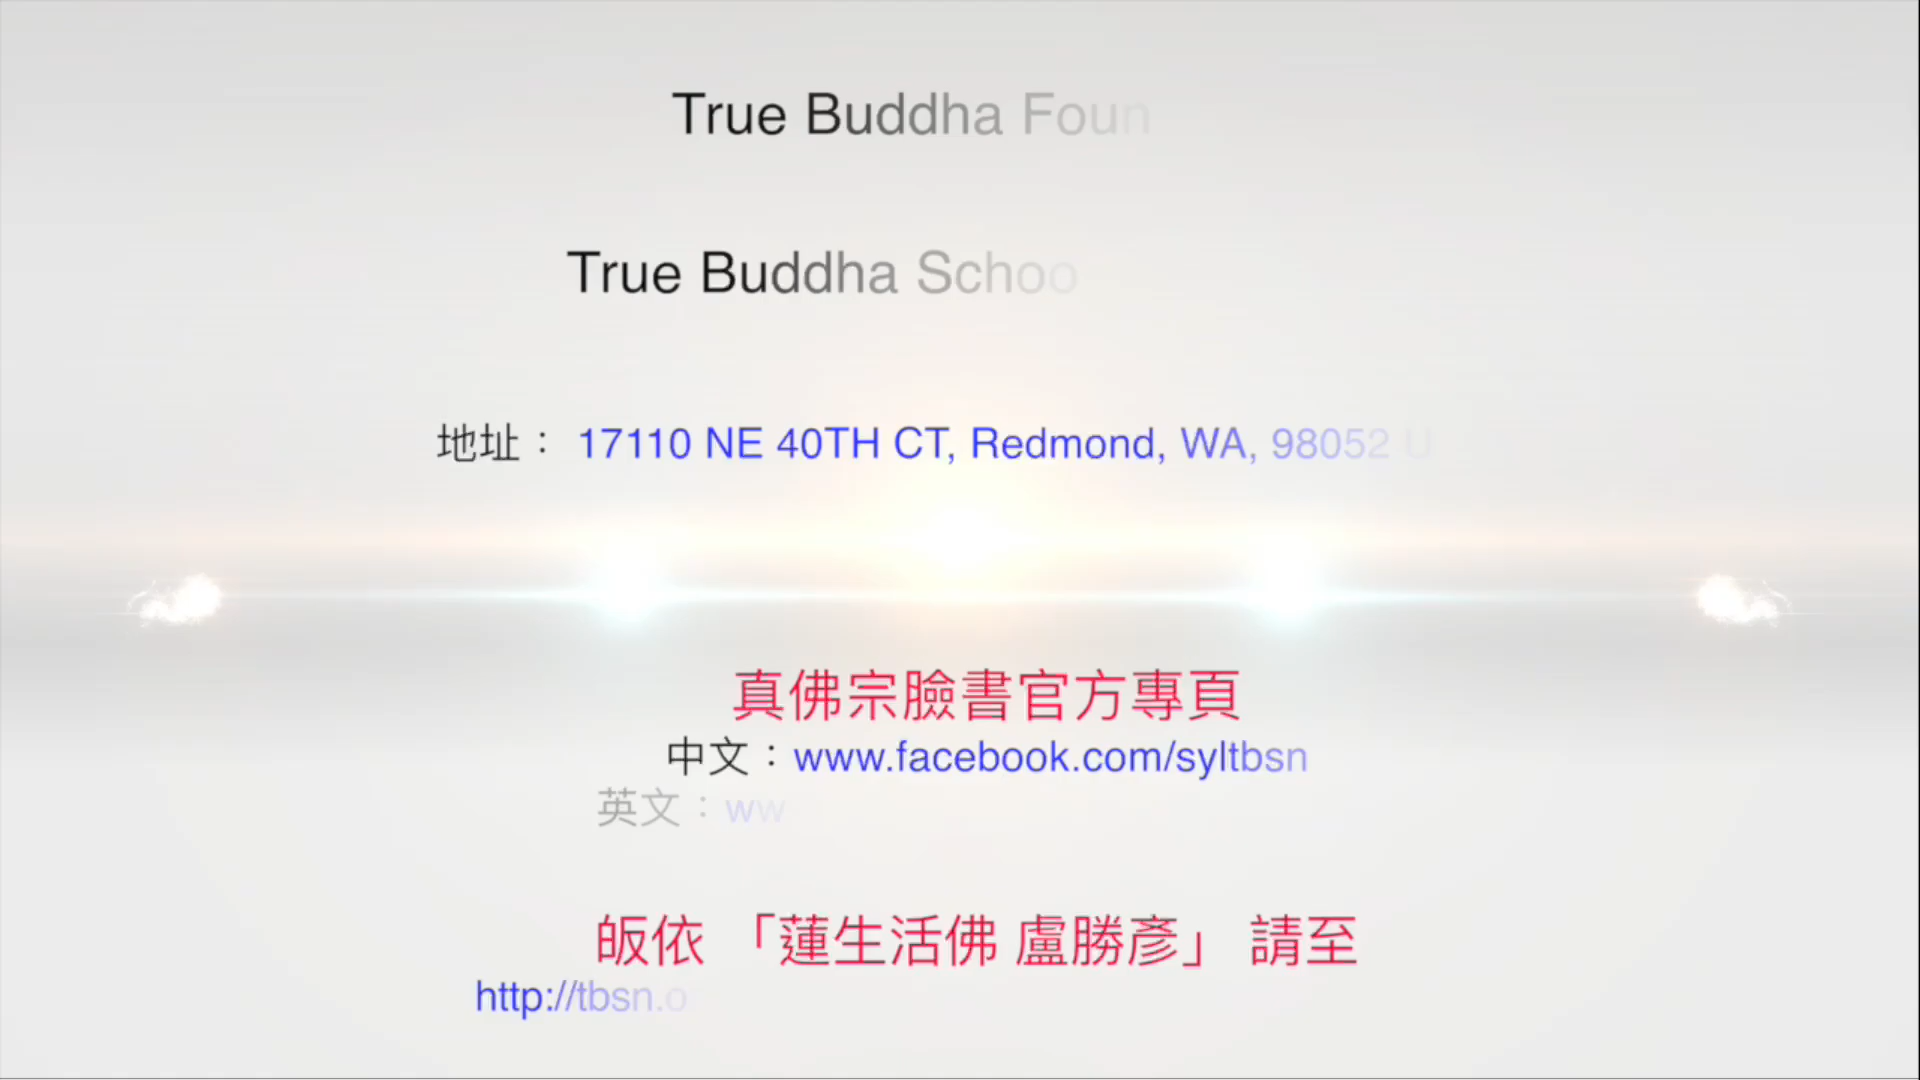 True Buddha Foun
True Buddha Schoo
地址： 17110 NE 40TH CT, Redmond, WA, 98052 U
真佛宗臉書官方專頁
中文：www.facebook.com/syltbsn
英文：ww
皈依 「蓮生活佛 盧勝彥」 請至
http://tbsn.o